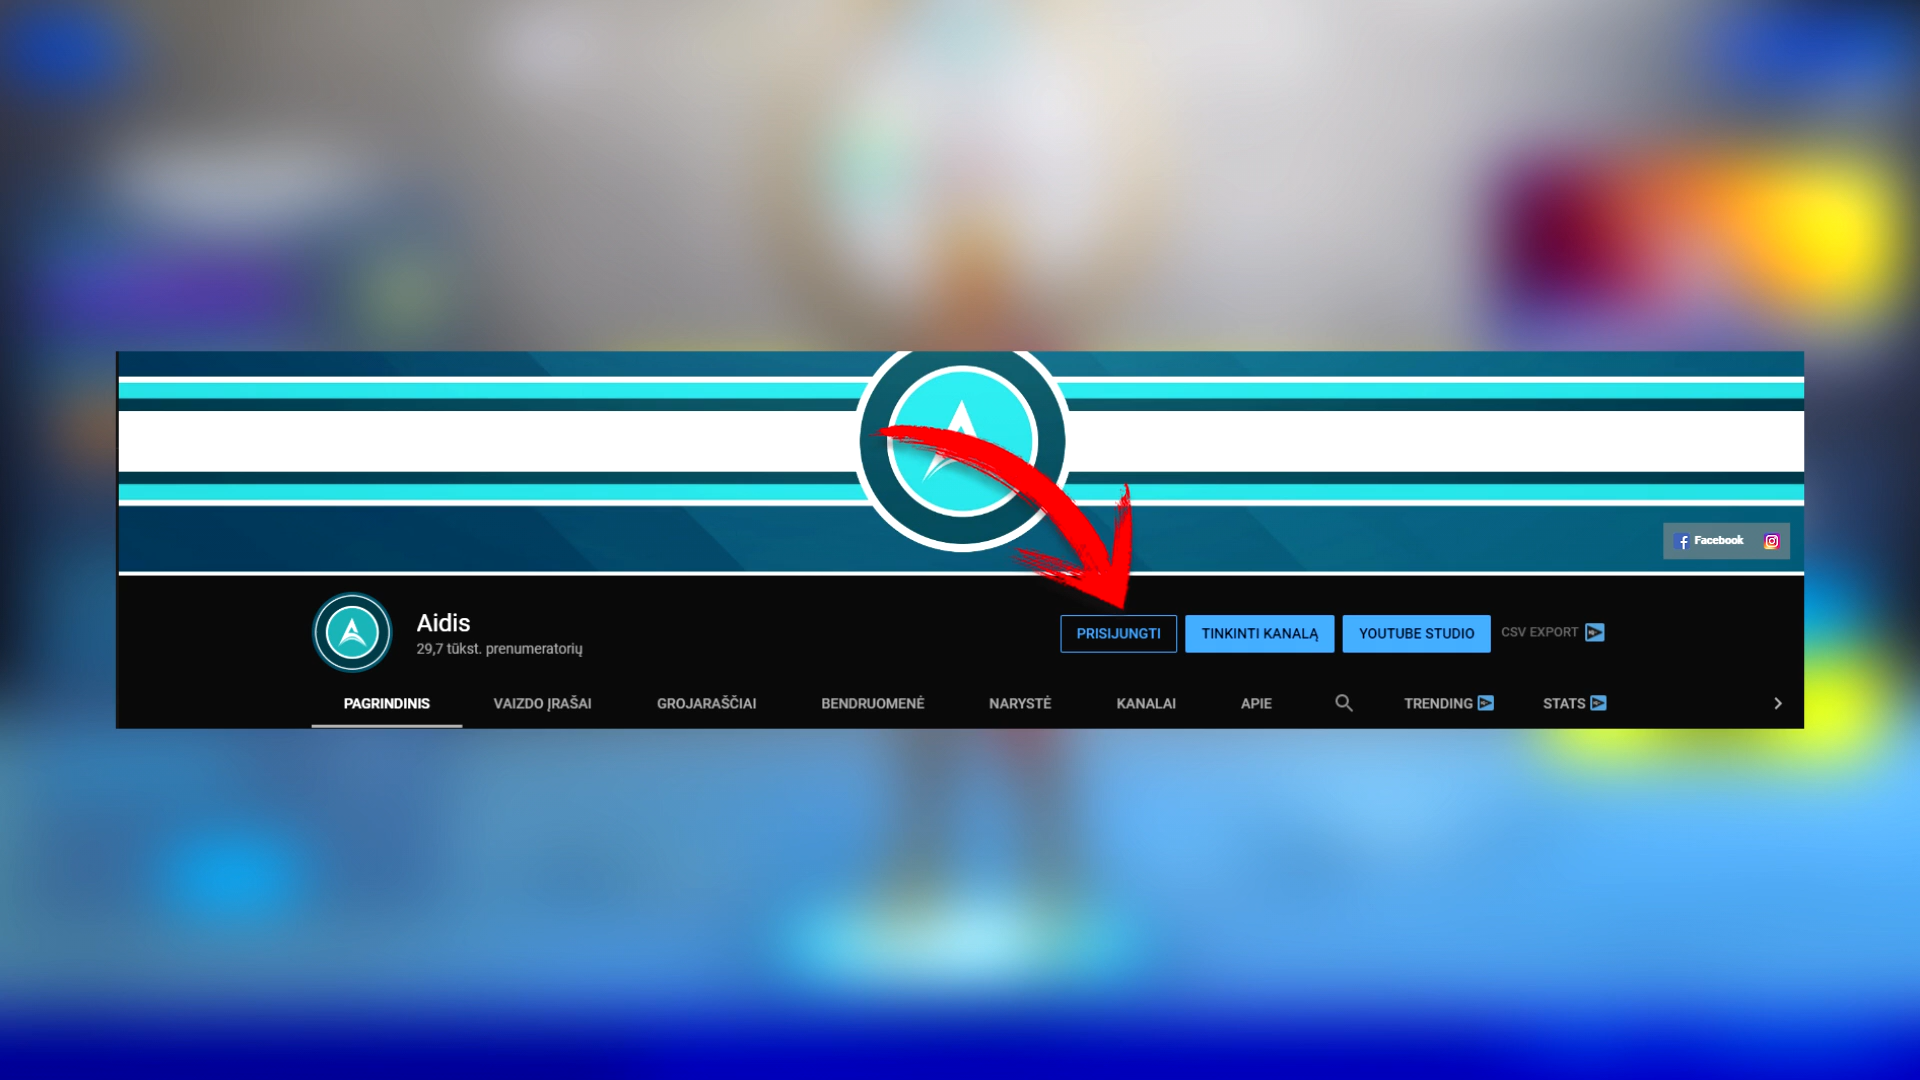 Facebook
Aidis
29,7 tūkst. prenumeratorių
PRISIJUNGTI
TINKINTI KANALĄ
YOUTUBE STUDIO
CSV EXPORT
PAGRINDINIS
VAIZDO ĮRAŠAI
GROJARAŠČIAI
BENDRUOMENĖ
NARYSTĖ
KANALAI
APIE
TRENDING
STATS